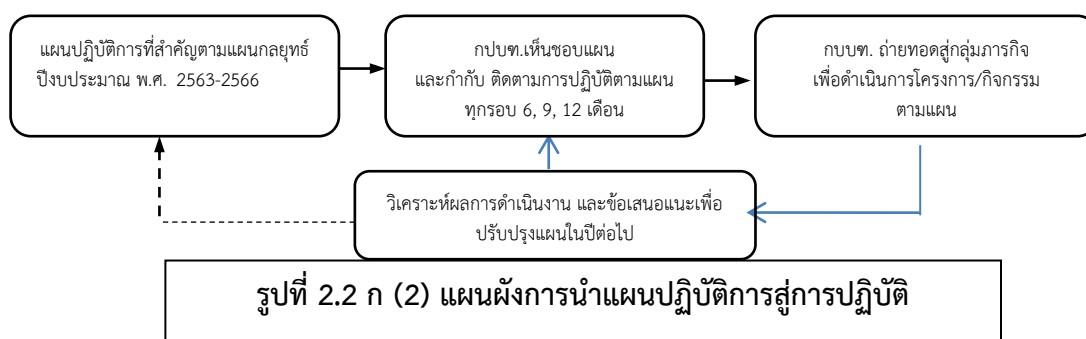 แผนปฏิบัติการที่สำคัญตามแผนกลยุทธ์
ปีงบประมาณ พ.ศ. 2563-2566
กปบฑ.เห็นชอบแผน
และกำกับ ติดตามการปฏิบัติตามแผน
ทุกรอบ 6, 9, 12 เดือน
กบบฑ. ถ่ายทอดสู่กลุ่มภารกิจ
เพื่อดำเนินการโครงการ/กิจกรรม
ตามแผน
วิเคราะห์ผลการดำเนินงาน และข้อเสนอแนะเพื่อ
ปรับปรุงแผนในปีต่อไป
รูปที่ 2.2 ก (2) แผนผังการนำแผนปฏิบัติการสู่การปฏิบัติ